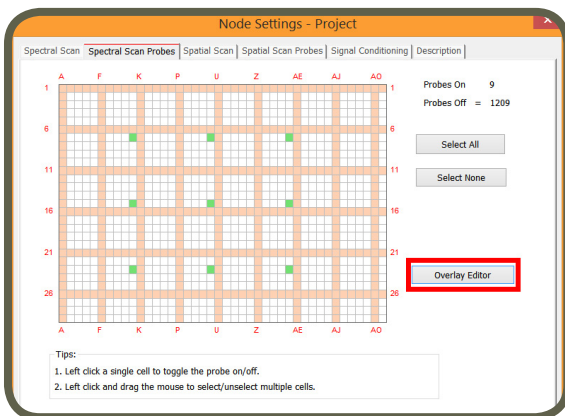 Node Settings - Project
Spectral Scan Spectral Scan Probes Spatial Scan Spatial Scan Probes Signal Conditioning Description
A F K P U Z AE AJ AO
1 1
6 6
11 11
16 16
21 21
26 26
A F K P U Z AE AJ AO
Probes On 9
Probes Off = 1209
Select All
Select None
Overlay Editor
Tips:
1. Left click a single cell to toggle the probe on/off.
2. Left click and drag the mouse to select/unselect multiple cells.